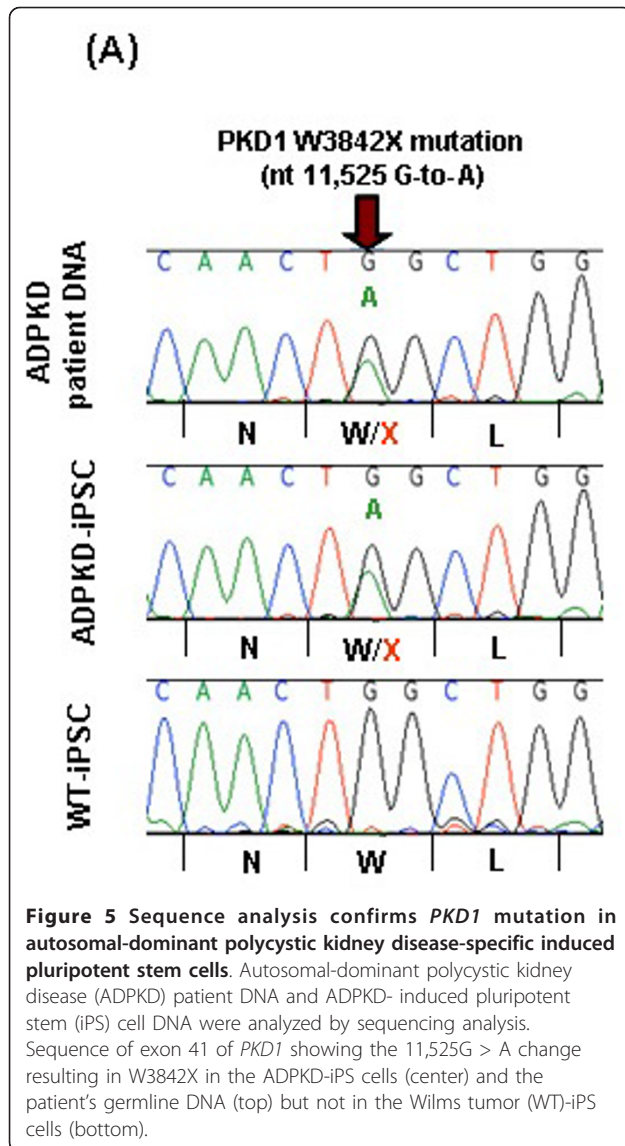 (A)
PKD1 W3842X mutation
(nt 11,525 G-to-A)
ADPKD
patient DNA
C A A C T G G C T G G
A
N W/X L
ADPKD-iPSC
C A A C T G G C T G G
A
N W/X L
WT-iPSC
C A A C T G G C T G G
N W L
Figure 5 Sequence analysis confirms PKD1 mutation in
autosomal-dominant polycystic kidney disease-specific induced
pluripotent stem cells. Autosomal-dominant polycystic kidney
disease (ADPKD) patient DNA and ADPKD- induced pluripotent
stem (iPS) cell DNA were analyzed by sequencing analysis.
Sequence of exon 41 of PKD1 showing the 11,525G > A change
resulting in W3842X in the ADPKD-iPS cells (center) and the
patient's germline DNA (top) but not in the Wilms tumor (WT)-iPS
cells (bottom).